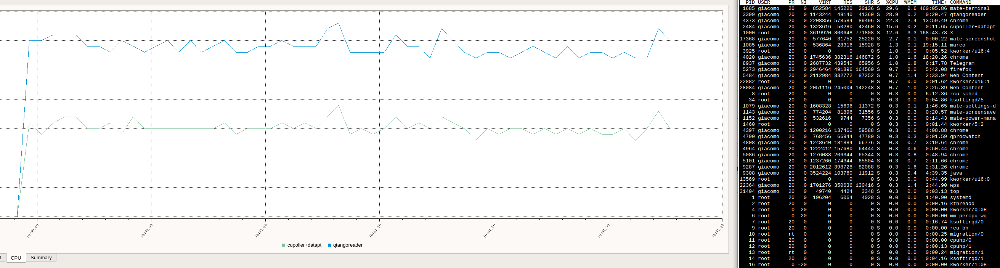 16:40.40 16:40.50 16:41.00 16:41.10 16:41.20 16:41.30 16:41.40
cupoller+datapt qtangoreader
S CPU Summary
PID USER PR NI VIRT RES SHR S %CPU %MEM TIME+ COMMAND
1685 giacomo 20 0 852584 145220 20136 S 29.6 0.6 460:05.86 mate-terminal
3399 giacomo 20 0 1143244 49140 41360 S 28.9 0.2 0:20.47 qtangoreader
4373 giacomo 20 0 2208856 578584 89496 S 22.3 2.4 13:59.49 chrome
2484 giacomo 20 0 1328616 50280 42460 S 15.6 0.2 0:11.65 cupoller+datapt
1000 root 20 0 3619920 800648 771808 S 12.6 3.3 168:43.78 X
17368 giacomo 20 0 577640 31752 25220 S 2.7 0.1 0:00.22 mate-screenshot
1085 giacomo 20 0 536864 28316 15928 S 1.3 0.1 19:15.11 marco
3925 root 20 0 0 0 0 S 1.0 0.0 0:05.52 kworker/u16:4
4020 giacomo 20 0 1745636 382316 146872 S 1.0 1.6 18:20.26 chrome
8937 giacomo 20 0 2687732 439540 65956 S 1.0 1.8 6:17.78 Telegram
5273 giacomo 20 0 2946464 491896 164560 S 0.7 2.0 5:42.08 firefox
5484 giacomo 20 0 2112984 332772 87252 S 0.7 1.4 2:33.94 Web Content
22882 root 20 0 0 0 0 S 0.7 0.0 0:01.62 kworker/u16:1
28084 giacomo 20 0 2051116 245004 142248 S 0.7 1.0 2:25.89 Web Content
8 root 20 0 0 0 0 S 0.3 0.0 6:12.36 rcu_sched
34 root 20 0 0 0 0 S 0.3 0.0 0:04.86 ksoftirqd/5
1079 giacomo 20 0 1608328 15696 11372 S 0.3 0.1 1:46.65 mate-settings-d
1143 giacomo 20 0 774204 81896 31556 S 0.3 0.3 0:20.57 mate-screensave
1152 giacomo 20 0 532616 9744 7356 S 0.3 0.0 0:14.43 mate-power-mana
1460 root 20 0 0 0 0 S 0.3 0.0 0:01.44 kworker/5:2
4397 giacomo 20 0 1200216 137460 59588 S 0.3 0.6 4:08.88 chrome
4790 giacomo 20 0 768456 66944 47780 S 0.3 0.3 0:01.59 qprocwatch
4808 giacomo 20 0 1248640 181884 66776 S 0.3 0.7 3:19.64 chrome
4964 giacomo 20 0 1222412 157680 64444 S 0.3 0.6 0:50.44 chrome
5086 giacomo 20 0 1276088 206344 65344 S 0.3 0.8 0:48.94 chrome
5101 giacomo 20 0 1237260 174344 65504 S 0.3 0.7 2:11.66 chrome
9287 giacomo 20 0 2012612 398728 82088 S 0.3 1.6 2:31.26 chrome
9308 giacomo 20 0 3524224 103760 11912 S 0.3 0.4 4:39.35 java
13569 root 20 0 0 0 0 S 0.3 0.0 0:44.99 kworker/u16:0
22364 giacomo 20 0 1701276 350636 130416 S 0.3 1.4 2:44.90 wps
31404 giacomo 20 0 49740 4424 3348 S 0.3 0.0 0:03.13 top
1 root 20 0 196204 6064 4028 S 0.0 0.0 1:40.90 systemd
2 root 20 0 0 0 0 S 0.0 0.0 0:00.16 kthreadd
4 root 0 -20 0 0 0 S 0.0 0.0 0:00.00 kworker/0:0H
6 root 0 -20 0 0 0 S 0.0 0.0 0:00.00 mm_percpu_wq
7 root 20 0 0 0 0 S 0.0 0.0 0:16.74 ksoftirqd/0
9 root 20 0 0 0 0 S 0.0 0.0 0:00.00 rcu_bh
10 root rt 0 0 0 0 S 0.0 0.0 0:00.25 migration/0
11 root 20 0 0 0 0 S 0.0 0.0 0:00.00 cpuhp/0
12 root 20 0 0 0 0 S 0.0 0.0 0:00.13 cpuhp/1
13 root rt 0 0 0 0 S 0.0 0.0 0:00.24 migration/1
14 root 20 0 0 0 0 S 0.0 0.0 0:04.16 ksoftirqd/1
16 root 0 -20 0 0 0 S 0.0 0.0 0:00.00 kworker/1:0H